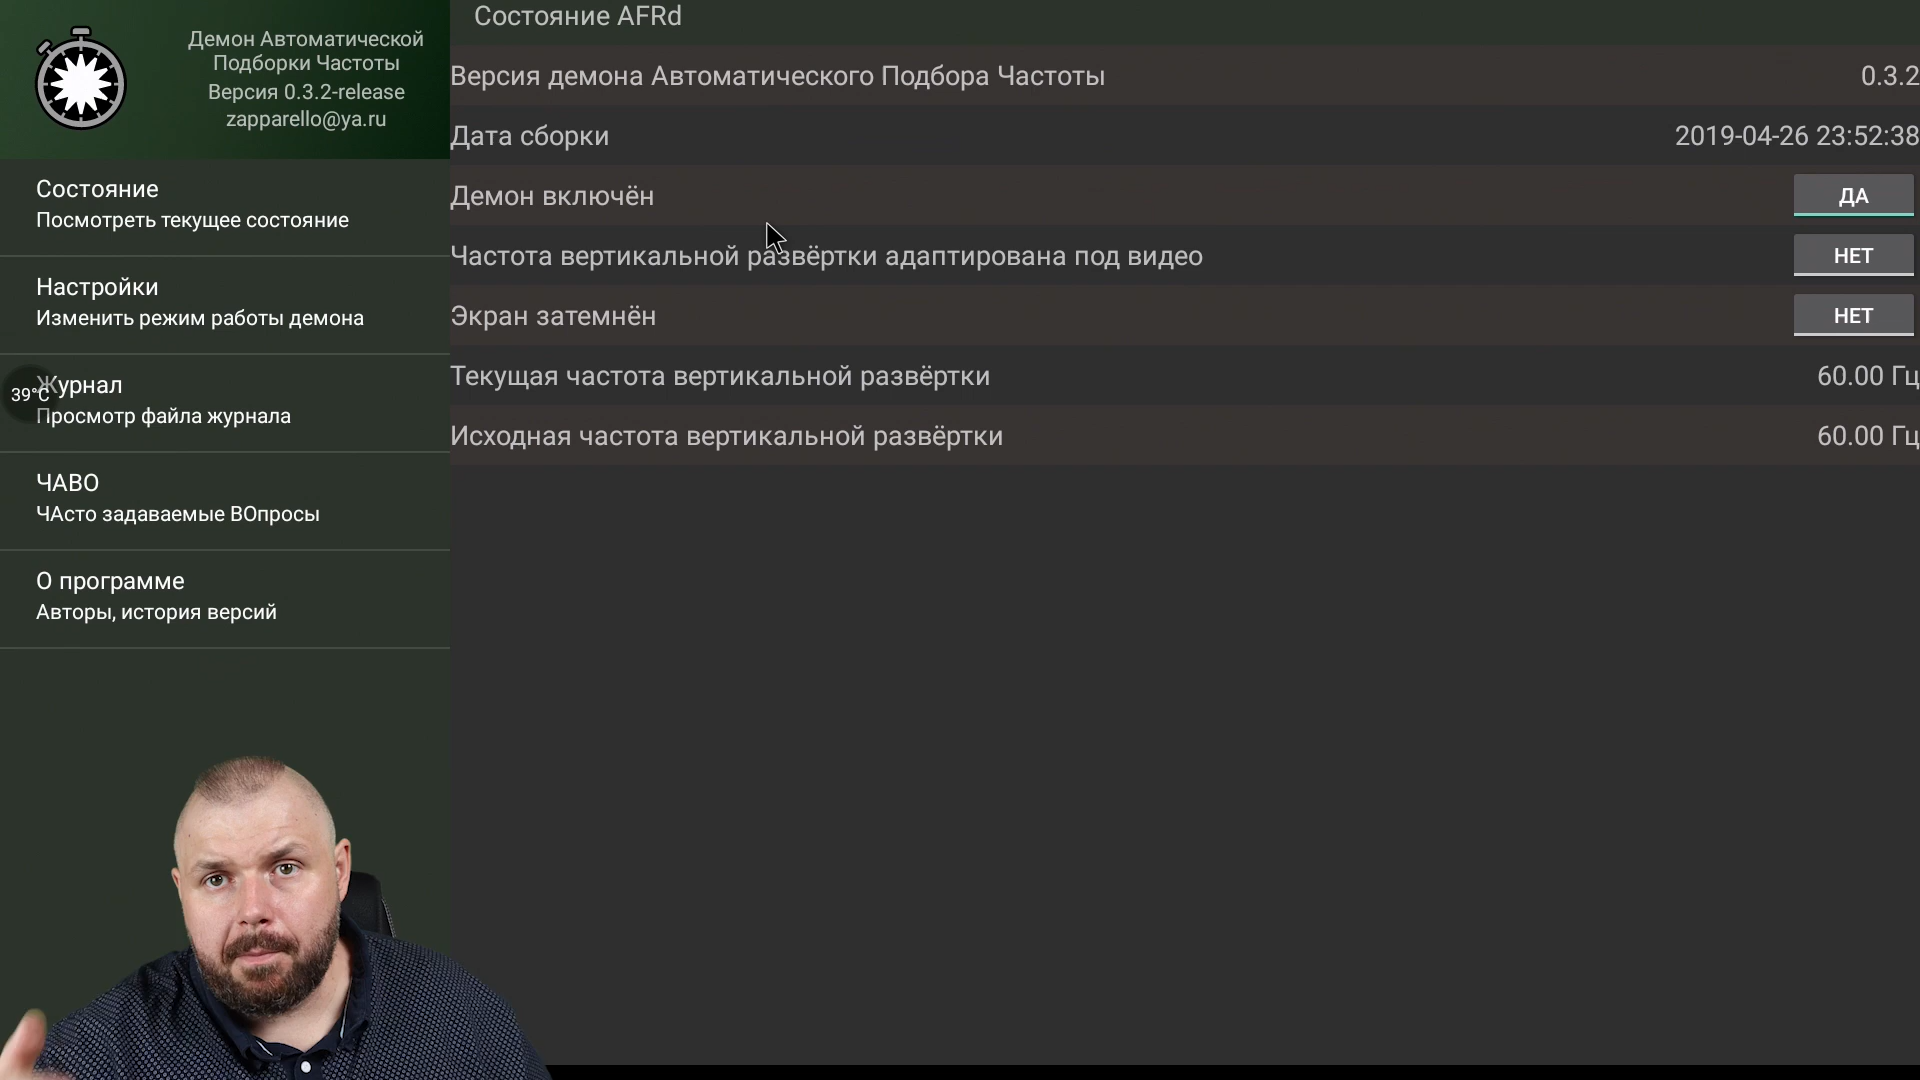 Демон Автоматической
Подборки Частоты
Версия 0.3.2-release
zapparello@ya.ru
Состояние
Посмотреть текущее состояние
Настройки
Изменить режим работы демона
39°C
Журнал
Просмотр файла журнала
ЧАВО
ЧАсто задаваемые ВОпросы
О программе
Авторы, история версий
Состояние AFRd
Версия демона Автоматического Подбора Частоты 0.3.2
Дата сборки 2019-04-26 23:52:38
Демон включён ДА
Частота вертикальной развёртки адаптирована под видео НЕТ
Экран затемнён НЕТ
Текущая частота вертикальной развёртки 60.00 Гц
Исходная частота вертикальной развёртки 60.00 Гц